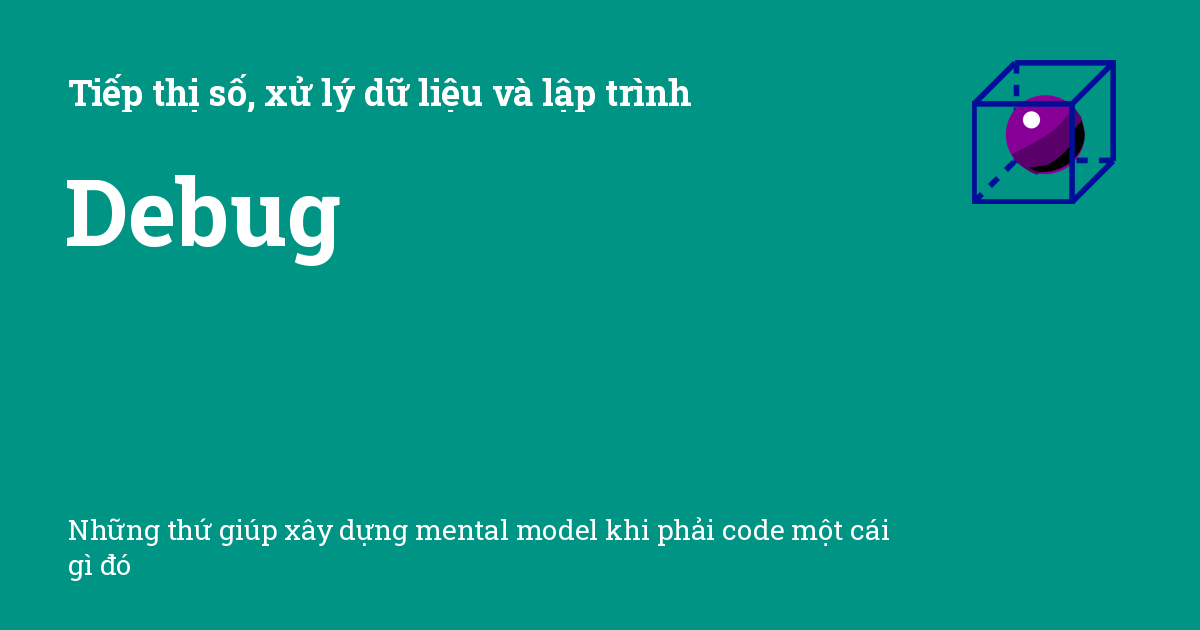 Tiếp thị số, xử lý dữ liệu và lập trình
Debug
Những thứ giúp xây dựng mental model khi phải code một cái
gì đó